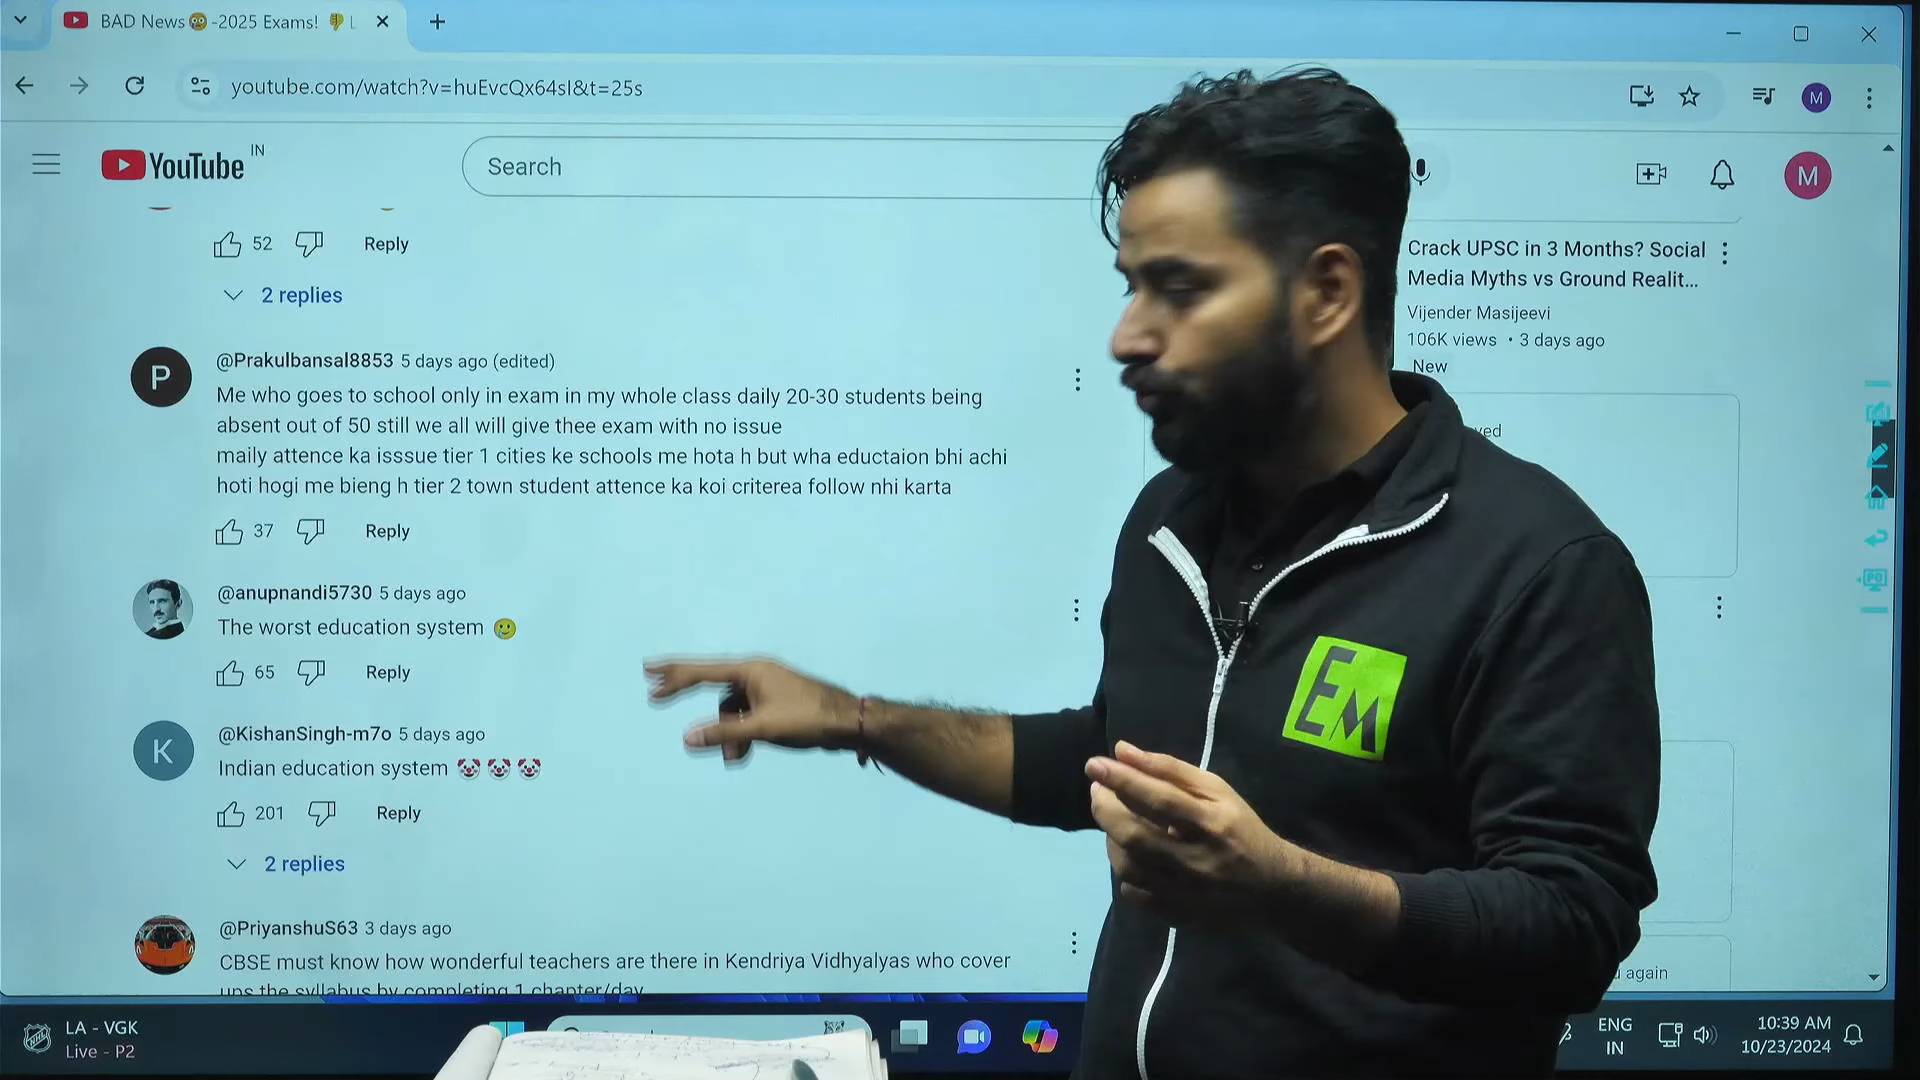 BAD News -2025 Exams!
youtube.com/watch?v=huEvcQx64sI&t=25s
M
YouTube IN
Search
M
52
Reply
2 replies
P
@Prakulbansal8853 5 days ago (edited)
Me who goes to school only in exam in my whole class daily 20-30 students being
absent out of 50 still we all will give thee exam with no issue
maily attence ka isssue tier 1 cities ke schools me hota h but wha eductaion bhi achi
hoti hogi me bieng h tier 2 town student attence ka koi criterea follow nhi karta
37
Reply
@anupnandi5730 5 days ago
The worst education system
65
Reply
K
@KishanSingh-m7o 5 days ago
Indian education system
201
Reply
2 replies
@PriyanshuS63 3 days ago
CBSE must know how wonderful teachers are there in Kendriya Vidhyalyas who cover
ups the syllabus by completing 1 chapter/day
Crack UPSC in 3 Months? Social
Media Myths vs Ground Realit...
Vijender Masijeevi
106K views • 3 days ago
New
again
EM
LA - VGK
Live - P2
ENG
IN
10:39 AM
10/23/2024